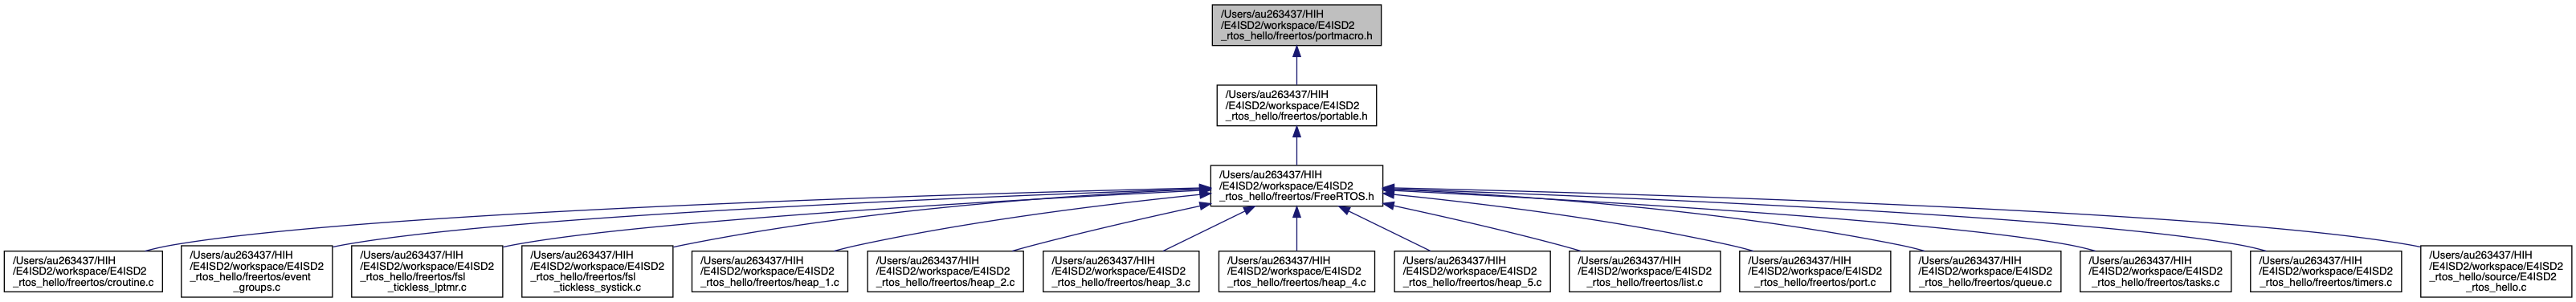 /Users/au263437/HIH
/E4ISD2/workspace/E4ISD2
_rtos_hello/freertos/portmacro.h
/Users/au263437/HIH
/E4ISD2/workspace/E4ISD2
_rtos_hello/freertos/portable.h
/Users/au263437/HIH
/E4ISD2/workspace/E4ISD2
_rtos_hello/freertos/FreeRTOS.h
/Users/au263437/HIH
/E4ISD2/workspace/E4ISD2
_rtos_hello/freertos/croutine.c
/Users/au263437/HIH
/E4ISD2/workspace/E4ISD2
_rtos_hello/freertos/event
_groups.c
/Users/au263437/HIH
/E4ISD2/workspace/E4ISD2
_rtos_hello/freertos/fsl
_tickless_lptmr.c
/Users/au263437/HIH
/E4ISD2/workspace/E4ISD2
_rtos_hello/freertos/fsl
_tickless_systick.c
/Users/au263437/HIH
/E4ISD2/workspace/E4ISD2
_rtos_hello/freertos/heap_1.c
/Users/au263437/HIH
/E4ISD2/workspace/E4ISD2
_rtos_hello/freertos/heap_2.c
/Users/au263437/HIH
/E4ISD2/workspace/E4ISD2
_rtos_hello/freertos/heap_3.c
/Users/au263437/HIH
/E4ISD2/workspace/E4ISD2
_rtos_hello/freertos/heap_4.c
/Users/au263437/HIH
/E4ISD2/workspace/E4ISD2
_rtos_hello/freertos/heap_5.c
/Users/au263437/HIH
/E4ISD2/workspace/E4ISD2
_rtos_hello/freertos/list.c
/Users/au263437/HIH
/E4ISD2/workspace/E4ISD2
_rtos_hello/freertos/port.c
/Users/au263437/HIH
/E4ISD2/workspace/E4ISD2
_rtos_hello/freertos/queue.c
/Users/au263437/HIH
/E4ISD2/workspace/E4ISD2
_rtos_hello/freertos/tasks.c
/Users/au263437/HIH
/E4ISD2/workspace/E4ISD2
_rtos_hello/freertos/timers.c
/Users/au263437/HIH
/E4ISD2/workspace/E4ISD2
_rtos_hello/source/E4ISD2
_rtos_hello.c